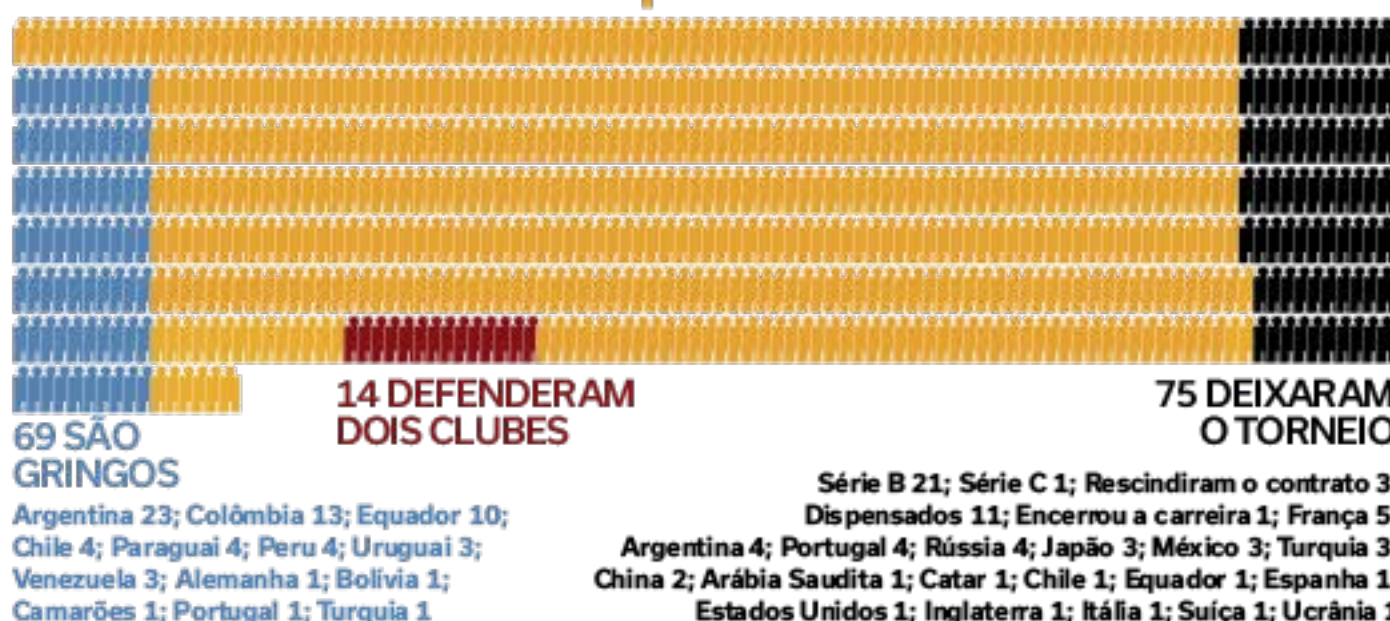 14 DEFENDERAM
DOIS CLUBES
75 DEIXARAM
O TORNEIO
69 SÃO
GRINGOS
Argentina 23; Colômbia 13; Equador 10;
Chile 4; Paraguai 4; Peru 4; Uruguai 3;
Venezuela 3; Alemanha 1; Bolívia 1;
Camarões 1; Portugal 1; Turquia 1
Série B 21; Série C 1; Rescindiram o contrato 3
Dispensados 11; Encerrou a carreira 1; França 5
Argentina 4; Portugal 4; Rússia 4; Japão 3; México 3; Turquia 3
China 2; Arábia Saudita 1; Catar 1; Chile 1; Equador 1; Espanha 1
Estados Unidos 1; Inglaterra 1; Itália 1; Suíça 1; Ucrânia 1